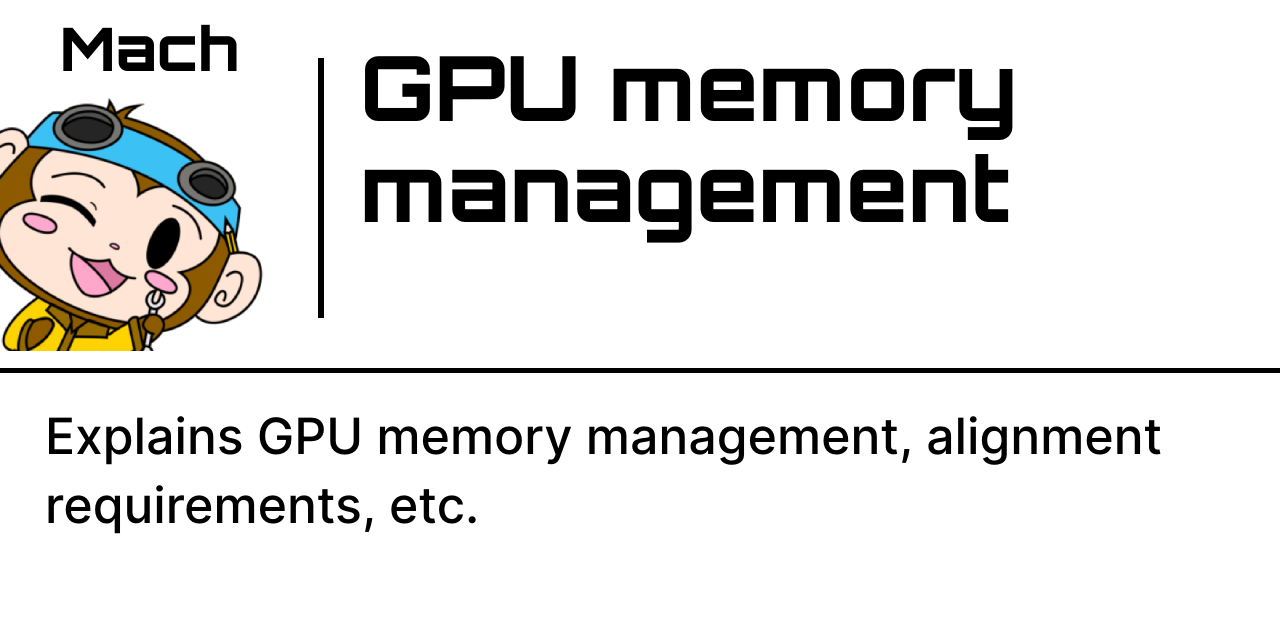 Mach
GPU memory
management
Explains GPU memory management, alignment
requirements, etc.